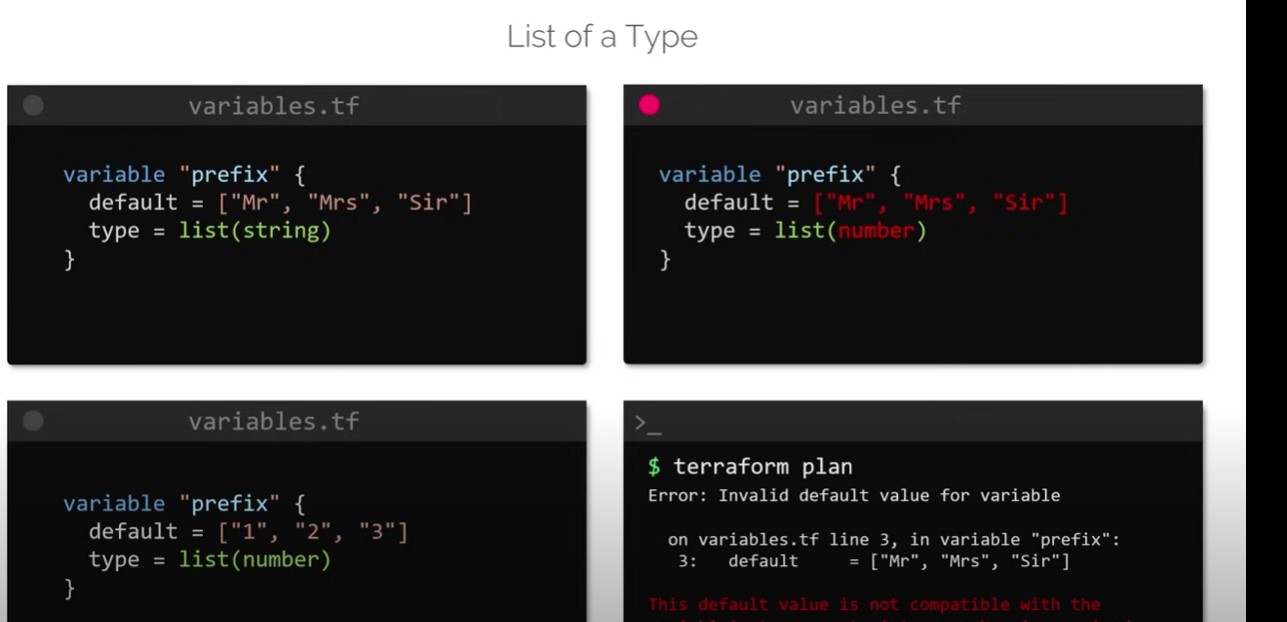 List of a Type
variables.tf
variable "prefix" {
default = ["Mr", "Mrs", "Sir"]
type = list(string)
}
variables.tf
variable "prefix" {
default = ["Mr", "Mrs", "Sir"]
type = list(number)
}
variables.tf
variable "prefix" {
default = ["1", "2", "3"]
type = list(number)
}
>_
$ terraform plan
Error: Invalid default value for variable
on variables.tf line 3, in variable "prefix":
3: default = ["Mr", "Mrs", "Sir"]
This default value is not compatible with the